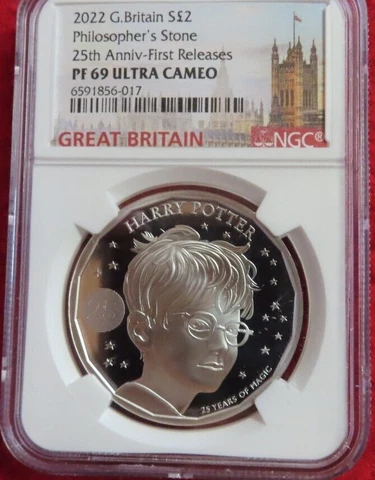 2022 G.Britain S£2
Philosopher's Stone
25th Anniv-First Releases
PF 69 ULTRA CAMEO
6591856-017
GREAT BRITAIN
NGC®
HARRY POTTER
25
25 YEARS OF MAGIC